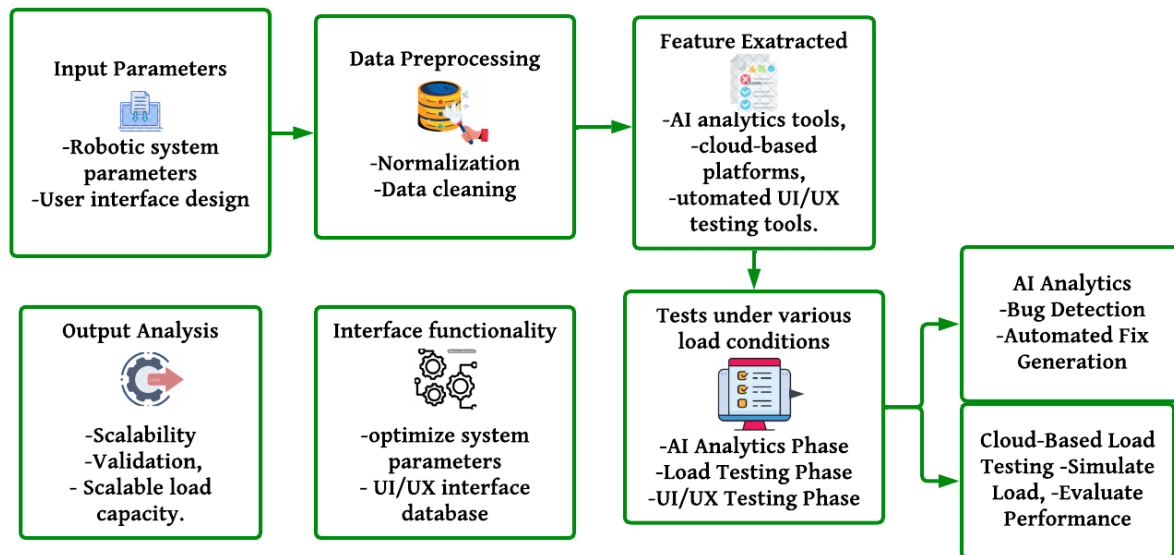 Input Parameters
-Robotic system
parameters
-User interface design
Data Preprocessing
-Normalization
-Data cleaning
Feature Exatracted
-AI analytics tools,
-cloud-based
platforms,
-utomated UI/UX
testing tools.
Output Analysis
-Scalability
-Validation,
- Scalable load
capacity.
Interface functionality
-optimize system
parameters
- UI/UX interface
database
Tests under various
load conditions
-AI Analytics Phase
-Load Testing Phase
-UI/UX Testing Phase
AI Analytics
-Bug Detection
-Automated Fix
Generation
Cloud-Based Load
Testing -Simulate
Load, -Evaluate
Performance